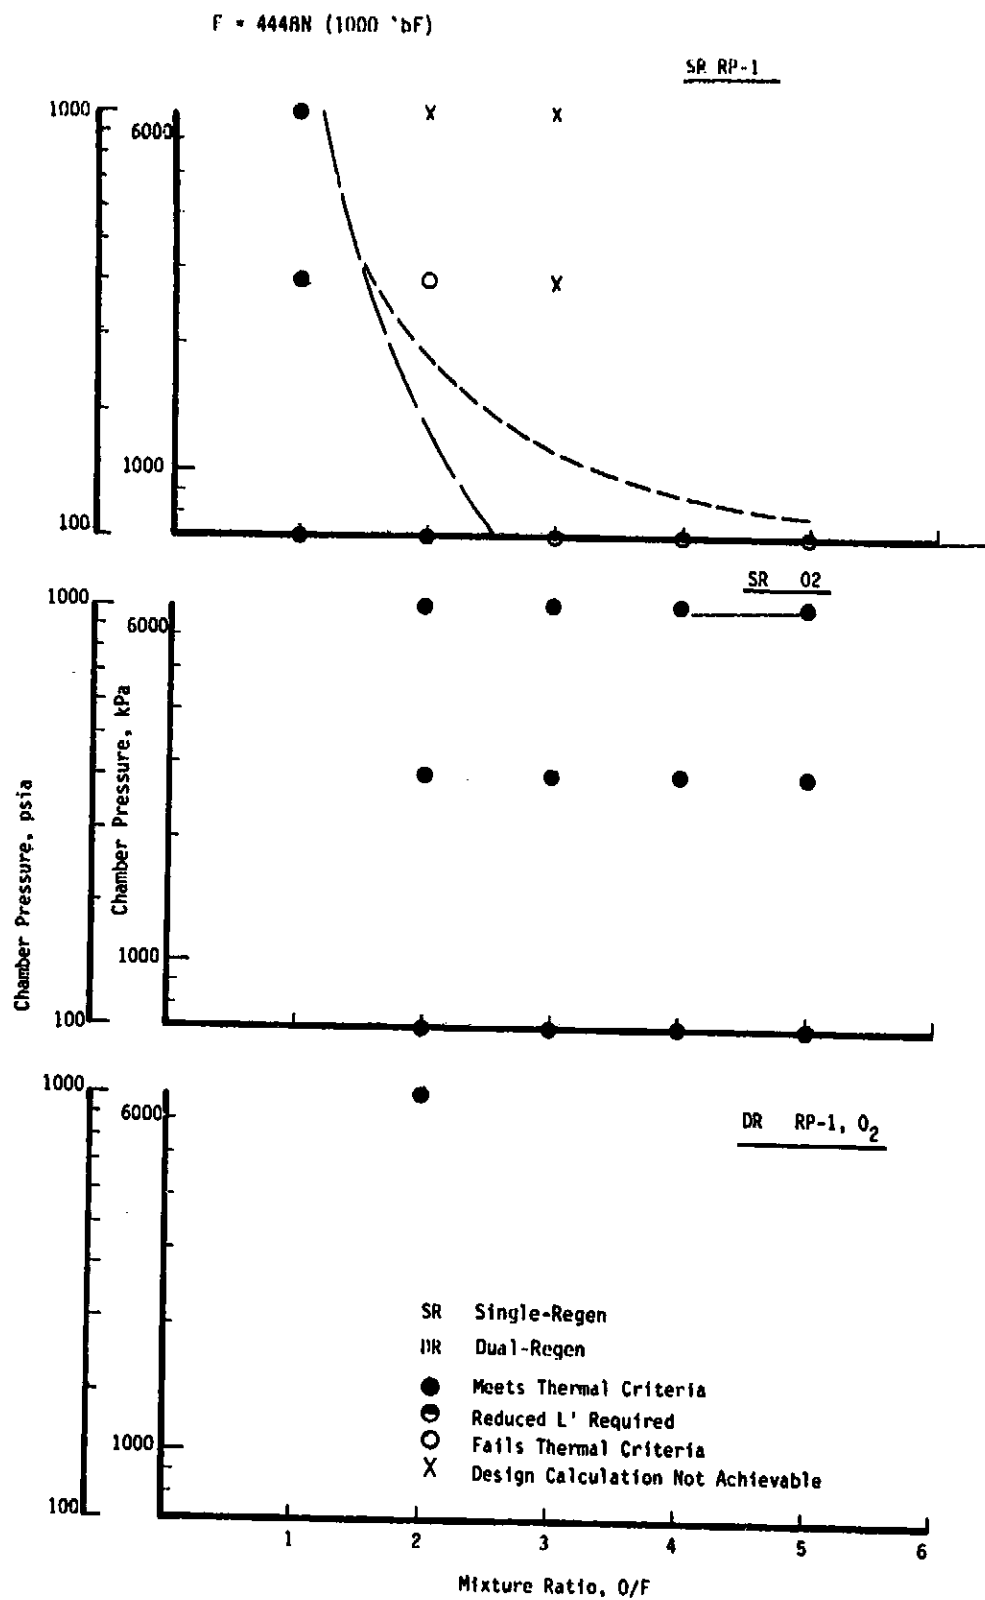 F = 4448N (1000 lbF)
SR RP-1
1000
6000
1000
100
SR O2
1000
6000
1000
100
Chamber Pressure, psia
Chamber Pressure, kPa
1000
6000
1000
100
DR RP-1, O2
SR Single-Regen
DR Dual-Regen
Meets Thermal Criteria
Reduced L' Required
Fails Thermal Criteria
X Design Calculation Not Achievable
1 2 3 4 5 6
Mixture Ratio, O/F